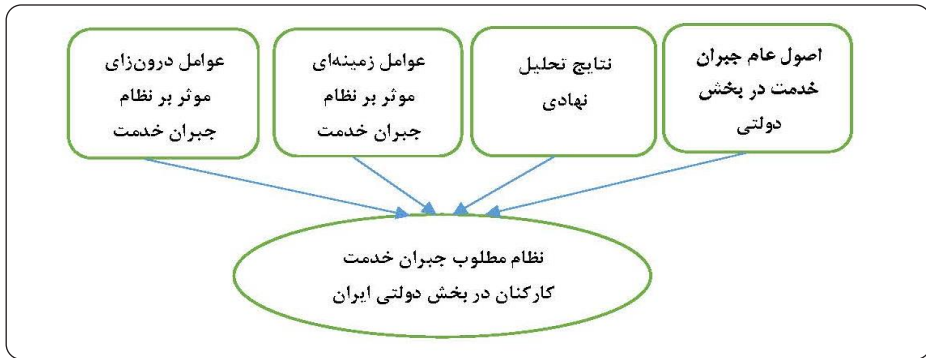 اصول عام جبران
خدمت در بخش
دولتی
نتایج تحلیل
نهادی
عوامل زمینه‌ای
موثر بر نظام
جبران خدمت
عوامل درون‌زای
موثر بر نظام
جبران خدمت
نظام مطلوب جبران خدمت
کارکنان در بخش دولتی ایران